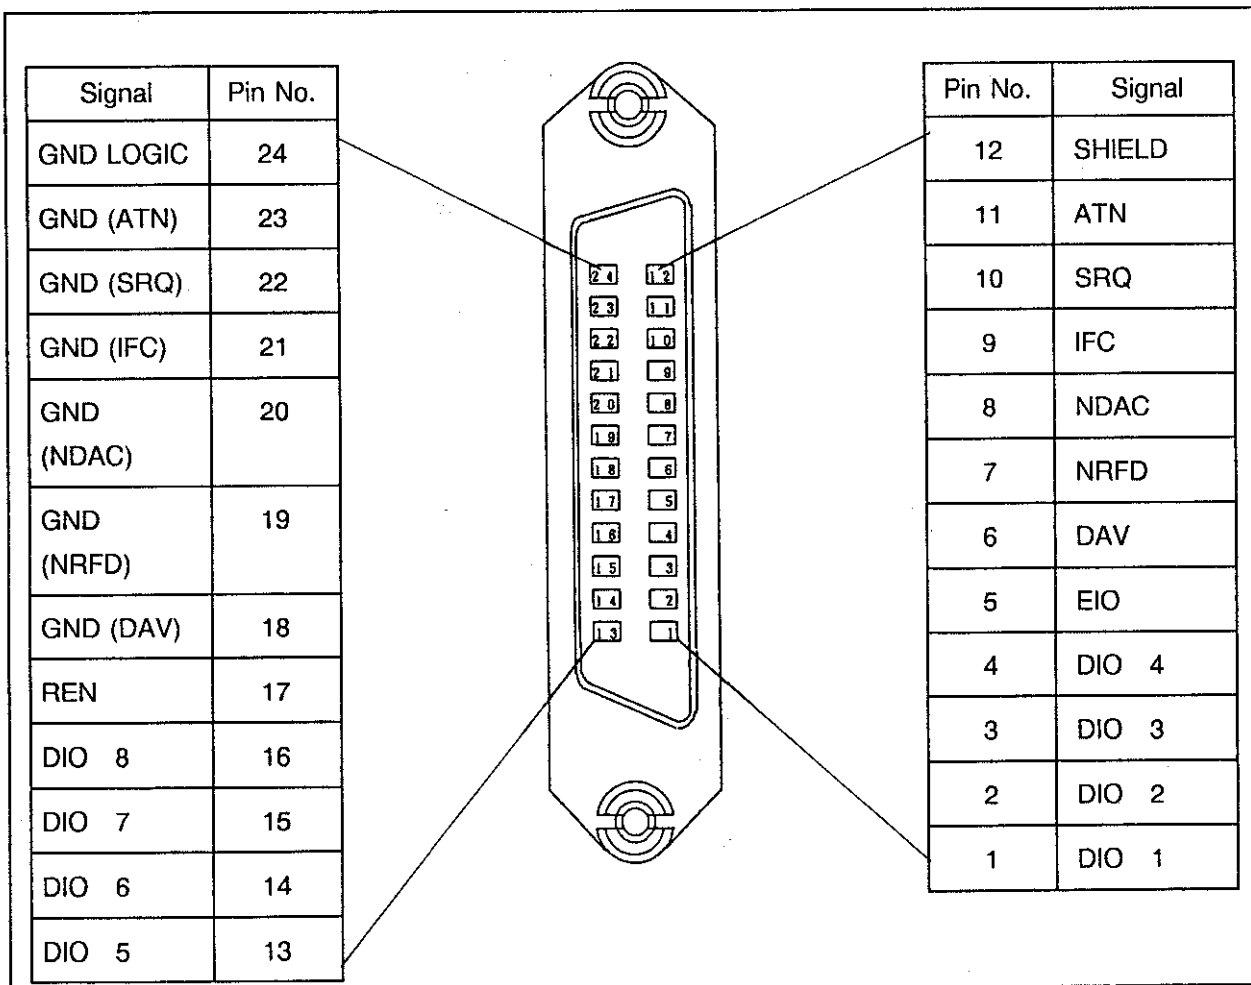 Signal Pin No.
GND LOGIC 24
GND (ATN) 23
GND (SRQ) 22
GND (IFC) 21
GND 20
(NDAC)
GND 19
(NRFD)
GND (DAV) 18
REN 17
DIO 8 16
DIO 7 15
DIO 6 14
DIO 5 13
24 12
23 11
22 10
21 9
20 8
19 7
18 6
17 5
16 4
15 3
14 2
13 1
Pin No. Signal
12 SHIELD
11 ATN
10 SRQ
9 IFC
8 NDAC
7 NRFD
6 DAV
5 EIO
4 DIO 4
3 DIO 3
2 DIO 2
1 DIO 1